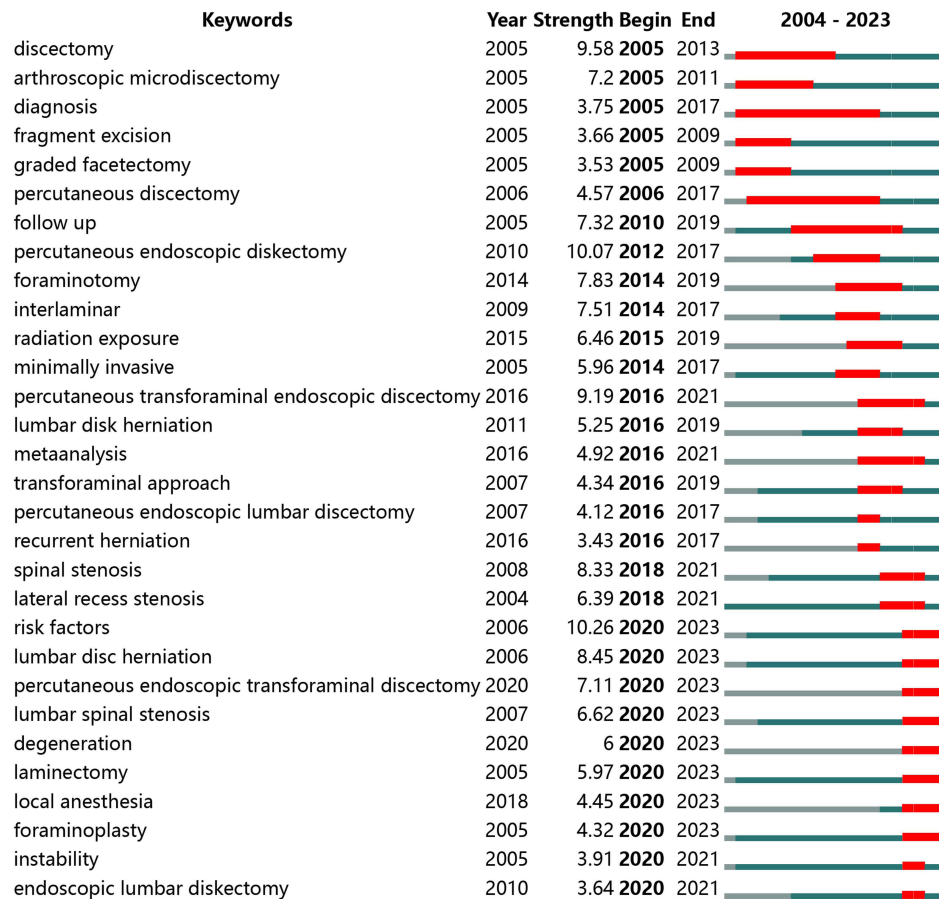 Keywords Year Strength Begin End 2004 - 2023
discectomy 2005 9.58 2005 2013
arthroscopic microdiscectomy 2005 7.2 2005 2011
diagnosis 2005 3.75 2005 2017
fragment excision 2005 3.66 2005 2009
graded facetectomy 2005 3.53 2005 2009
percutaneous discectomy 2006 4.57 2006 2017
follow up 2005 7.32 2010 2019
percutaneous endoscopic diskectomy 2010 10.07 2012 2017
foraminotomy 2014 7.83 2014 2019
interlaminar 2009 7.51 2014 2017
radiation exposure 2015 6.46 2015 2019
minimally invasive 2005 5.96 2014 2017
percutaneous transforaminal endoscopic discectomy 2016 9.19 2016 2021
lumbar disk herniation 2011 5.25 2016 2019
metaanalysis 2016 4.92 2016 2021
transforaminal approach 2007 4.34 2016 2019
percutaneous endoscopic lumbar discectomy 2007 4.12 2016 2017
recurrent herniation 2016 3.43 2016 2017
spinal stenosis 2008 8.33 2018 2021
lateral recess stenosis 2004 6.39 2018 2021
risk factors 2006 10.26 2020 2023
lumbar disc herniation 2006 8.45 2020 2023
percutaneous endoscopic transforaminal discectomy 2020 7.11 2020 2023
lumbar spinal stenosis 2007 6.62 2020 2023
degeneration 2020 6 2020 2023
laminectomy 2005 5.97 2020 2023
local anesthesia 2018 4.45 2020 2023
foraminoplasty 2005 4.32 2020 2023
instability 2005 3.91 2020 2021
endoscopic lumbar diskectomy 2010 3.64 2020 2021